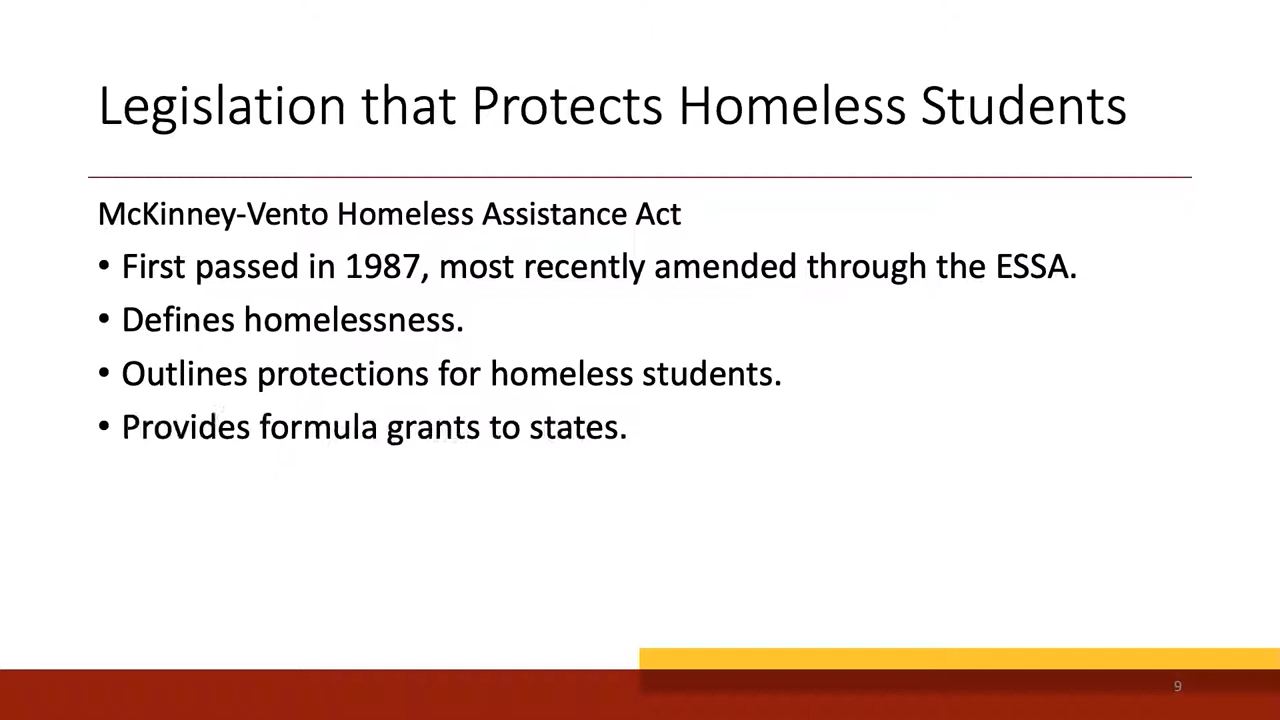 Legislation that Protects Homeless Students
McKinney-Vento Homeless Assistance Act
• First passed in 1987, most recently amended through the ESSA.
• Defines homelessness.
• Outlines protections for homeless students.
• Provides formula grants to states.
9